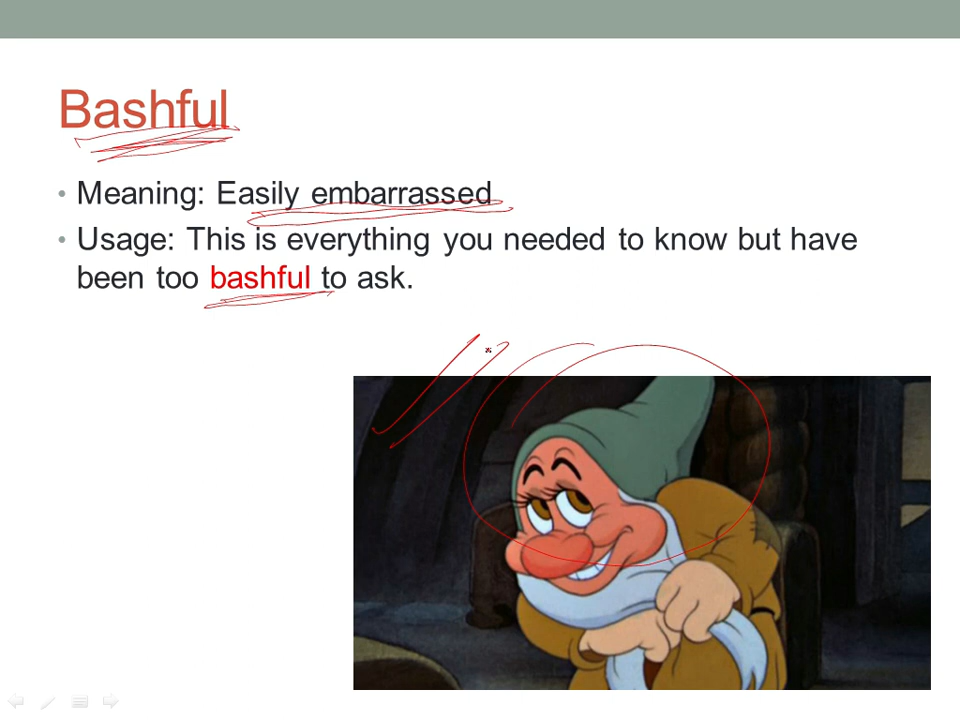 Bashful
• Meaning: Easily embarrassed
• Usage: This is everything you needed to know but have
been too bashful to ask.